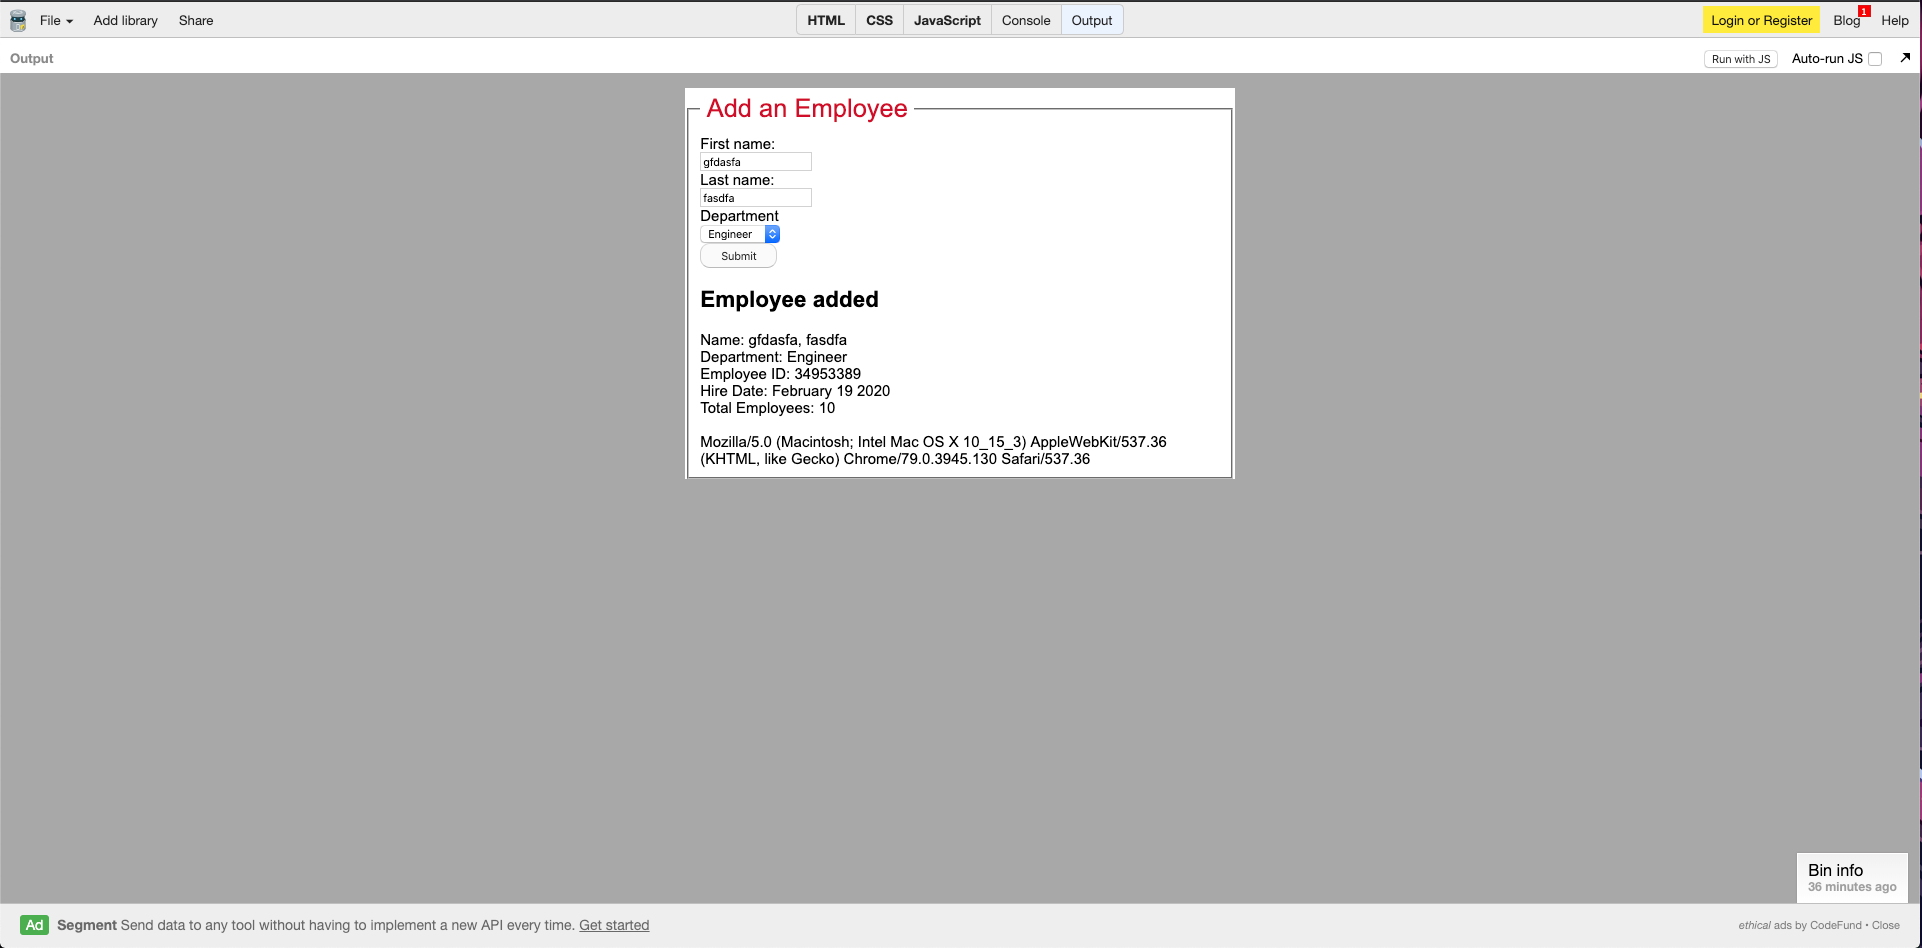 File Add library Share HTML CSS JavaScript Console Output Login or Register Blog 1 Help
Output Run with JS Auto-run JS
Add an Employee
First name:
gfdasfa
Last name:
fasdfa
Department
Engineer
Submit
Employee added
Name: gfdasfa, fasdfa
Department: Engineer
Employee ID: 34953389
Hire Date: February 19 2020
Total Employees: 10
Mozilla/5.0 (Macintosh; Intel Mac OS X 10_15_3) AppleWebKit/537.36
(KHTML, like Gecko) Chrome/79.0.3945.130 Safari/537.36
Bin info
36 minutes ago
Ad Segment Send data to any tool without having to implement a new API every time. Get started ethical ads by CodeFund • Close